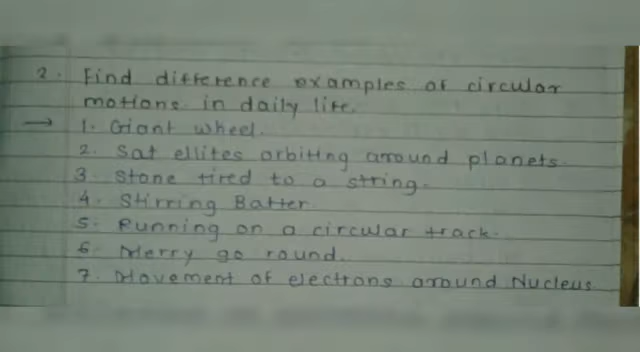 2. Find difference examples of circular
motions in daily life.
→ 1. Giant wheel.
2. Sat ellites orbiting around planets.
3. Stone tired to a string.
4. Stirring Batter.
5. Running on a circular track.
6. Merry go round.
7. Movement of electrons around Nucleus